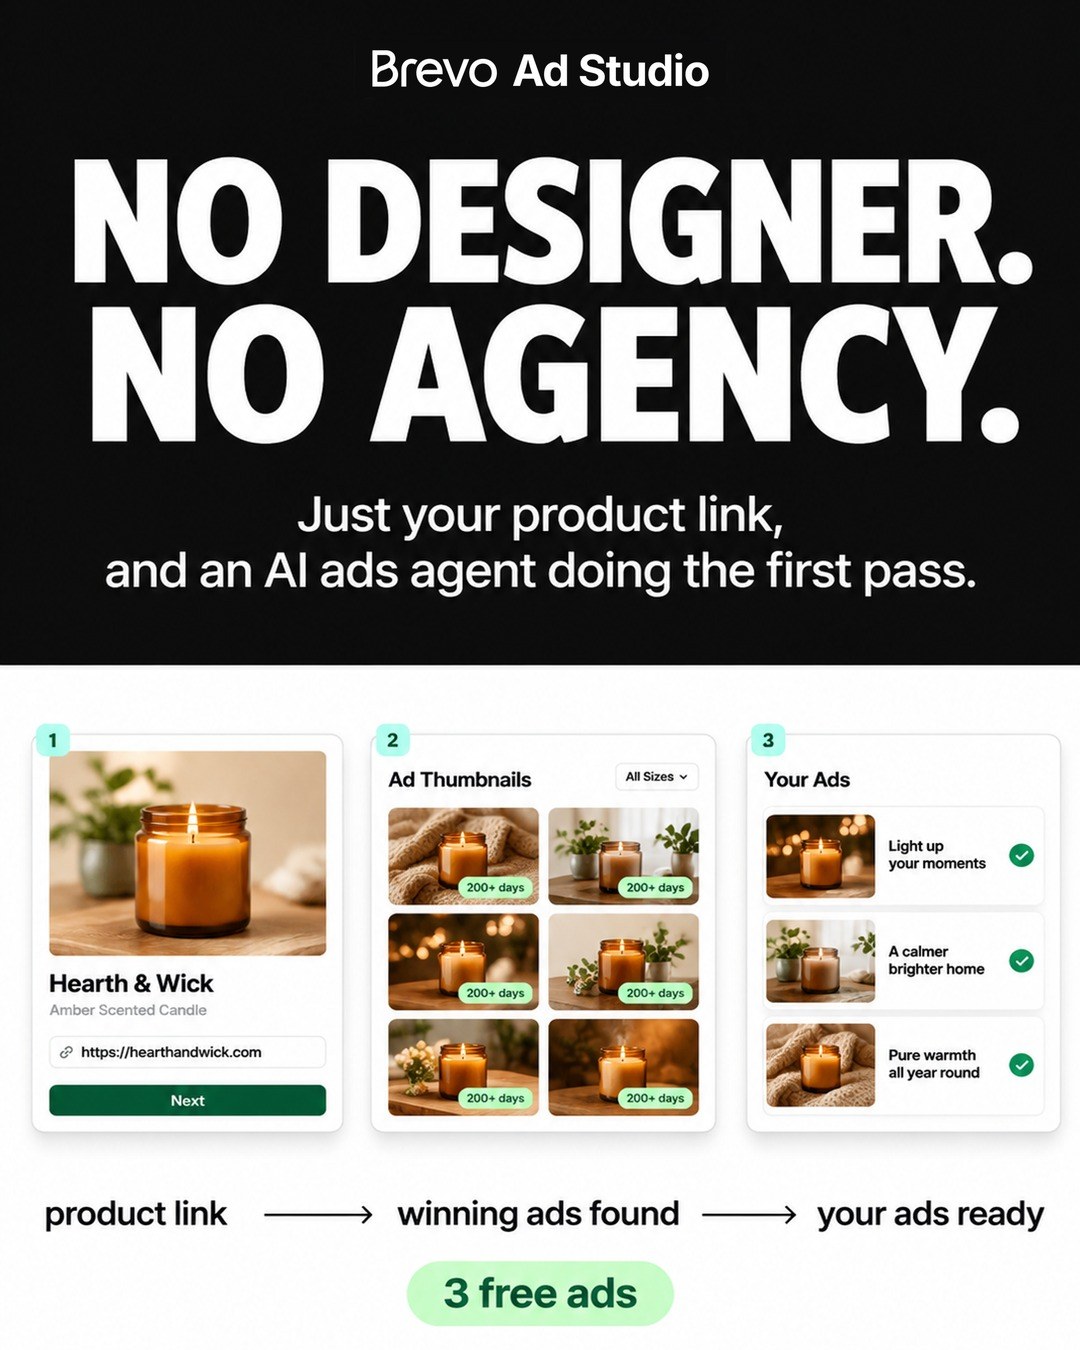 Brevo Ad Studio
NO DESIGNER.
NO AGENCY.
Just your product link,
and an AI ads agent doing the first pass.
1
Hearth & Wick
Amber Scented Candle
https://hearthandwick.com
Next
2
Ad Thumbnails
All Sizes
200+ days
200+ days
200+ days
200+ days
200+ days
200+ days
3
Your Ads
Light up
your moments
A calmer
brighter home
Pure warmth
all year round
product link
winning ads found
your ads ready
3 free ads